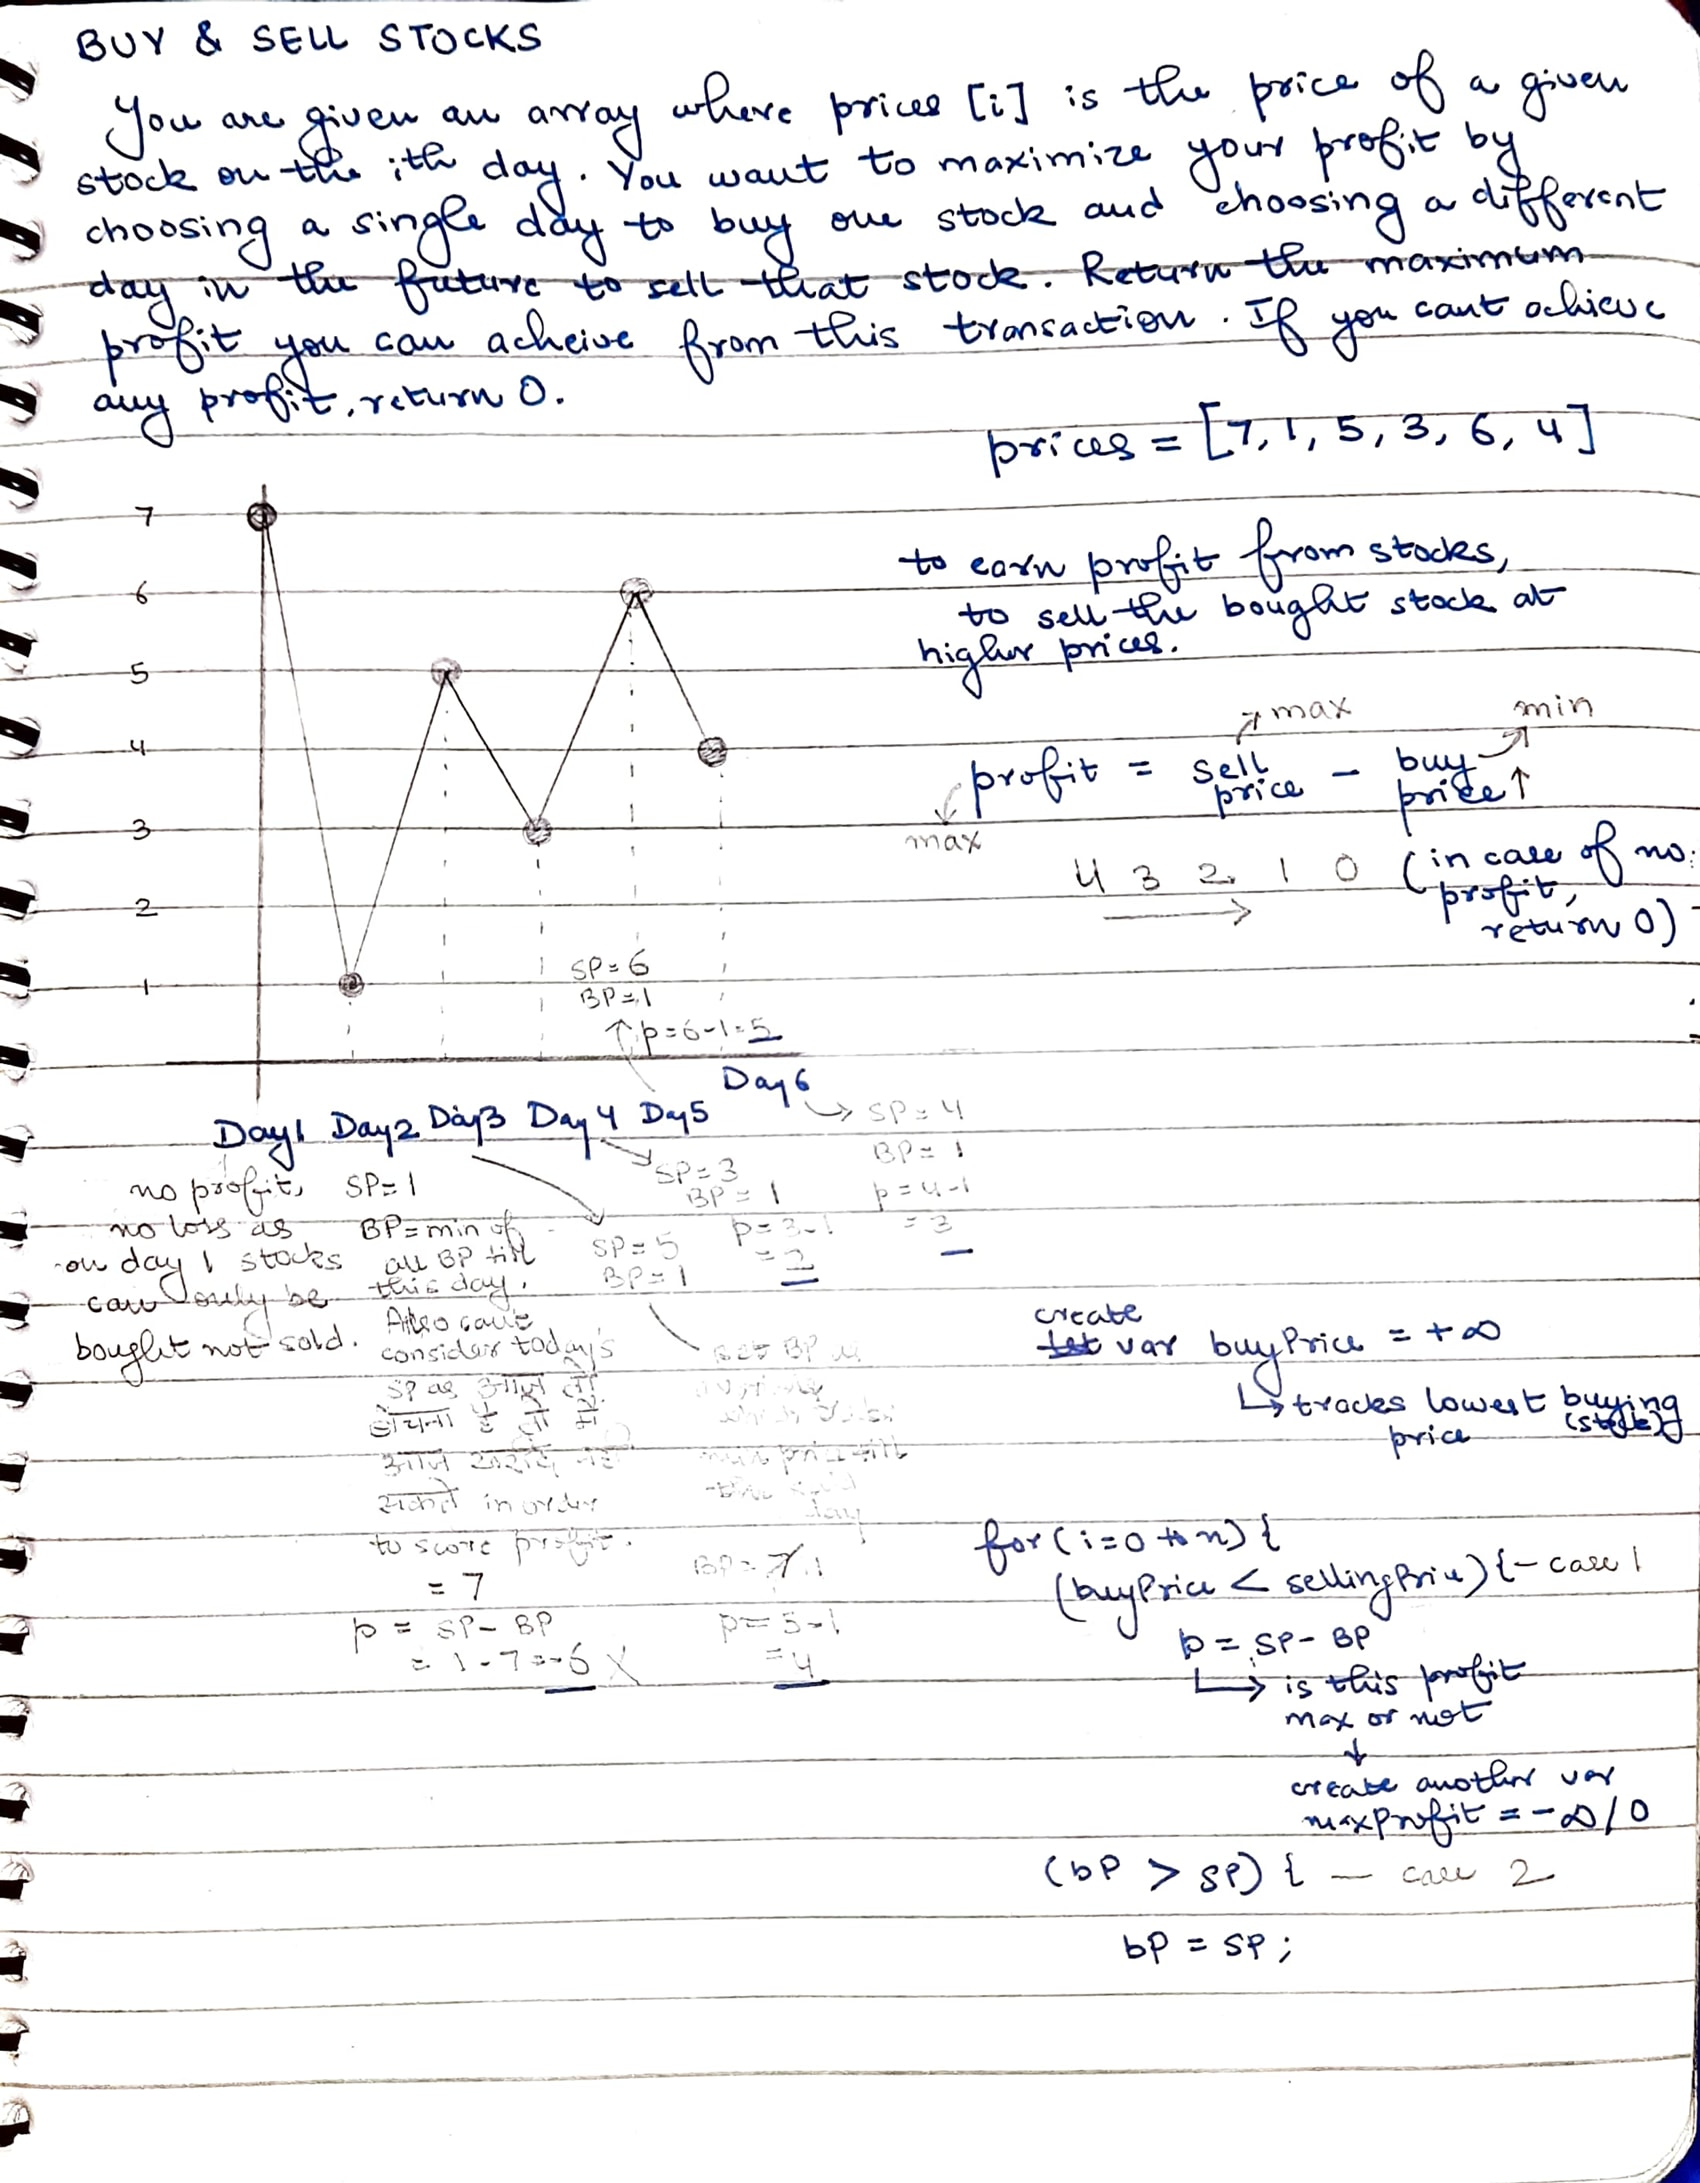 BUY & SELL STOCKS
You are given an array where prices [i] is the price of a given
stock on the ith day. You want to maximize your profit by
choosing a single day to buy one stock and choosing a different
day in the future to sell that stock. Return the maximum
profit you can acheive from this transaction. If you cant achieve
any profit, return 0.
prices = [7, 1, 5, 3, 6, 4]
7
6
5
4
3
2
1
to earn profit from stocks,
to sell the bought stock at
higher prices.
max
min
profit = sell price - buy price ↑
max
4 3 2 1 0 (in case of no
profit,
return 0)
SP=6
BP=1
p=6-1=5
Day1 Day2 Day3 Day4 Day5 Day6
no profit,
no loss as
on day 1 stocks
can only be
bought not sold.
SP=1
BP=min of
all BP till
this day.
Also can't
consider today's
SP as आज तो
बेचना है तो
आज खरीद नहीं
सकते in order
to score profit.
= 7
p = SP - BP
= 1-7=-6 X
SP=5
BP=1
BP=7 1
p=5-1
=4
SP=3
BP=1
p=3-1
=2
SP=4
BP=1
p=4-1
=3
create
var buyPrice = +∞
↳ tracks lowest buying
price (stock)
for(i=0 to n) {
(buyPrice < sellingPrice) {- case 1
p = SP - BP
↳ is this profit
max or not
↓
create another var
maxProfit = -∞/0
(bP > SP) { — case 2
bP = SP;